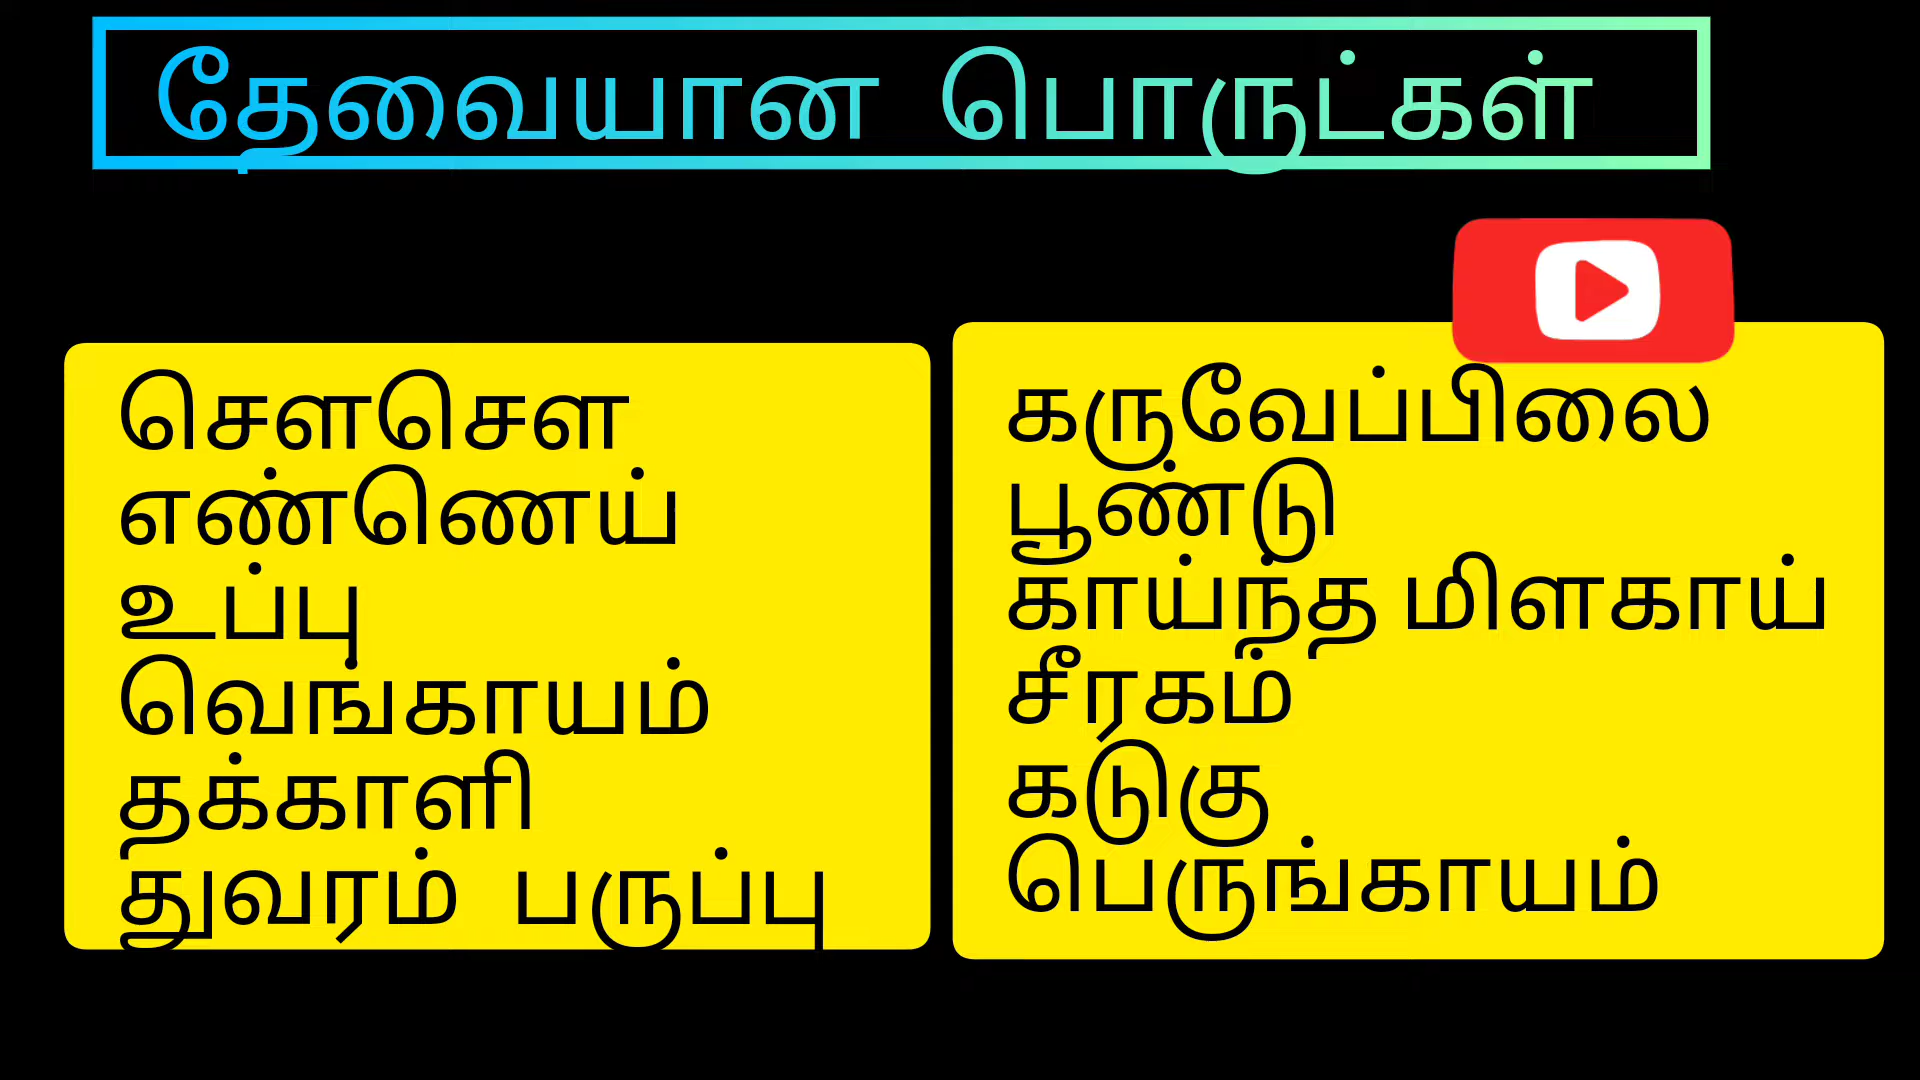 தேவையான பொருட்கள்
சௌசௌ
எண்ணெய்
உப்பு
வெங்காயம்
தக்காளி
துவரம் பருப்பு
கருவேப்பிலை
பூண்டு
காய்ந்த மிளகாய்
சீரகம்
கடுகு
பெருங்காயம்